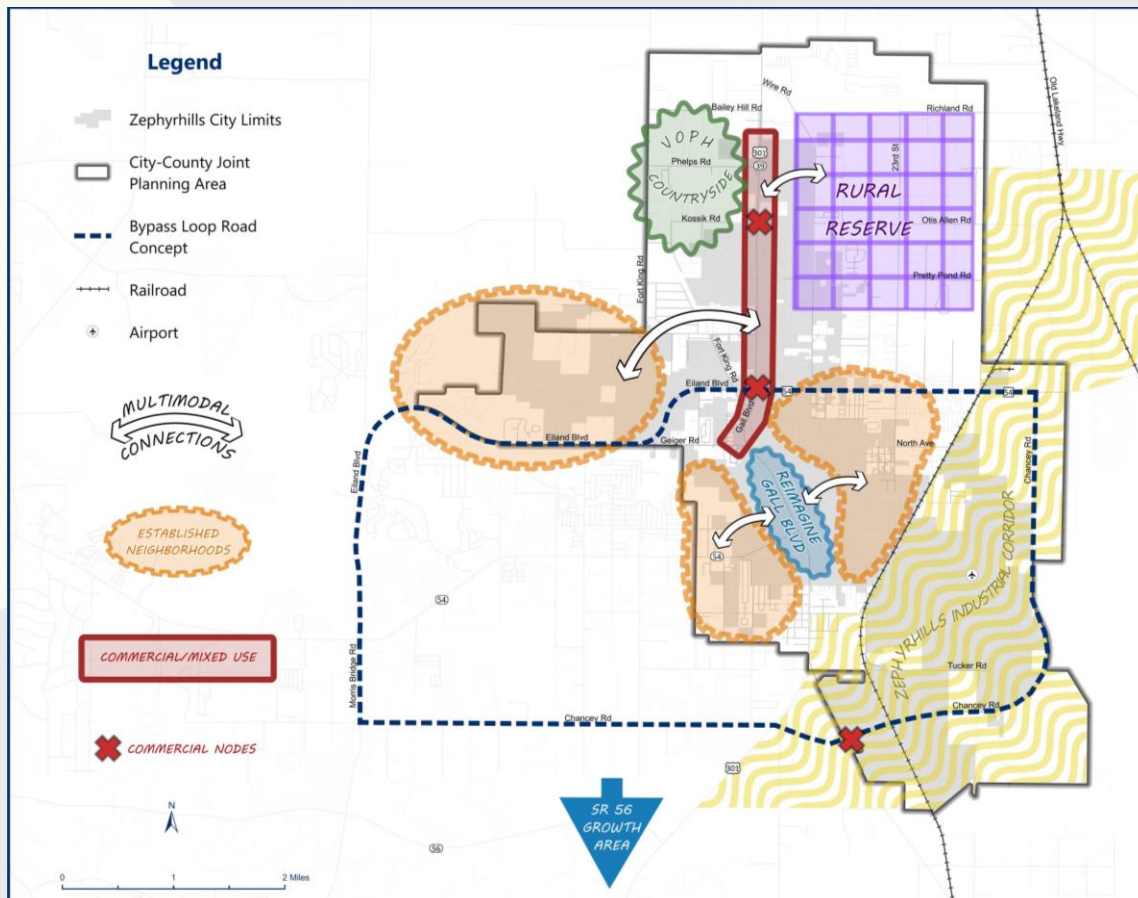 Legend
Zephyrhills City Limits
City-County Joint
Planning Area
Bypass Loop Road
Concept
Railroad
Airport
MULTIMODAL
CONNECTIONS
ESTABLISHED
NEIGHBORHOODS
COMMERCIAL/MIXED USE
COMMERCIAL NODES
N
0 1 2 Miles
Wire Rd
Bailey Hill Rd
Richland Rd
Old Lakeland Hwy
VOPH
COUNTRYSIDE
Phelps Rd
301
39
23rd St
RURAL
RESERVE
Kossik Rd
Otis Allen Rd
Fort King Rd
Pretty Pond Rd
Fort King Rd
Eiland Blvd
54
54
Gall Blvd
Eiland Blvd
Geiger Rd
North Ave
Chancey Rd
Eiland Blvd
REIMAGINE
GALL BLVD
54
54
ZEPHYRHILLS INDUSTRIAL CORRIDOR
Morris Bridge Rd
Tucker Rd
Chancey Rd
Chancey Rd
301
SR 56
GROWTH
AREA
56